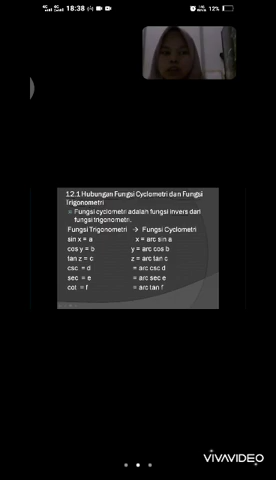 18:38
12%
12.1 Hubungan Fungsi Cyclometri dan Fungsi
Trigonometri
Fungsi cyclometri adalah fungsi invers dari
fungsi trigonometri.
Fungsi Trigonometri → Fungsi Cyclometri
sin x = a x = arc sin a
cos y = b y = arc cos b
tan z = c z = arc tan c
csc = d = arc csc d
sec = e = arc sec e
cot = f = arc tan f
VIVAVIDEO